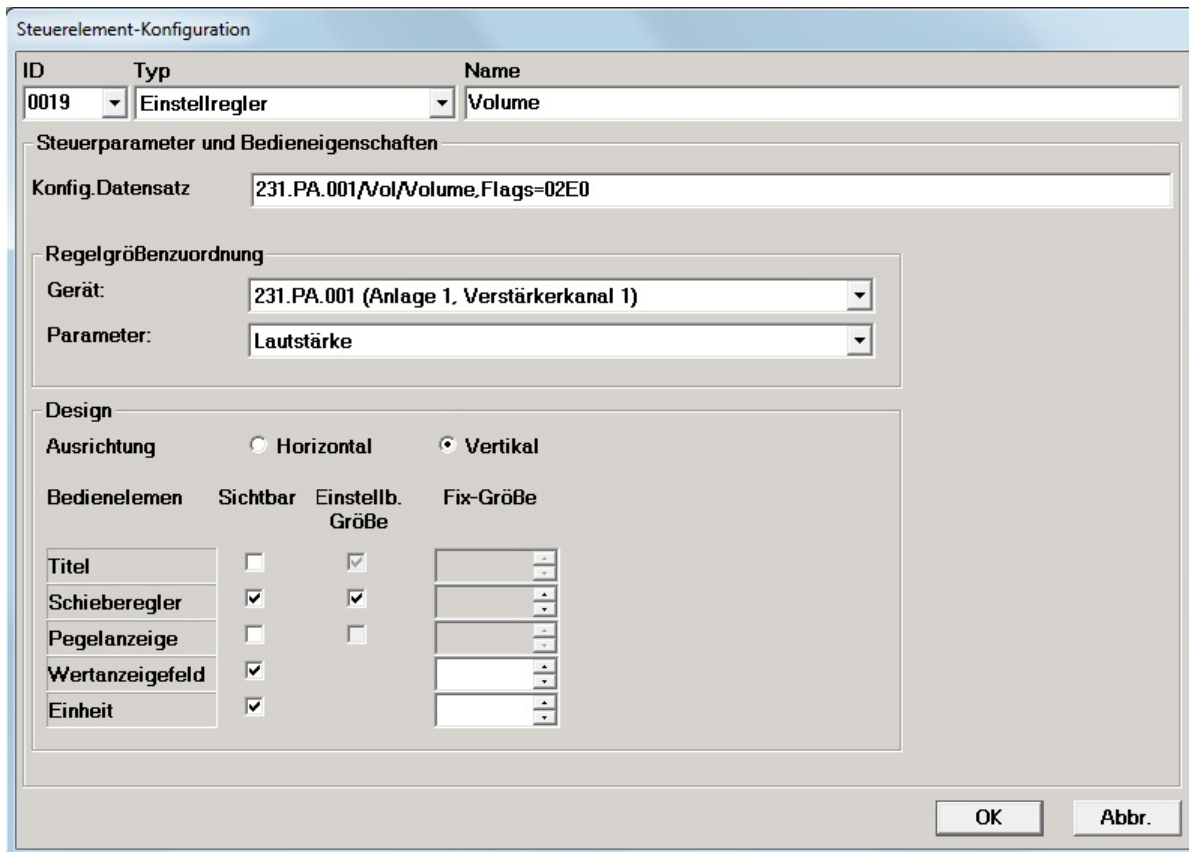 Steuerelement-Konfiguration
ID Typ Name
0019 Einstellregler Volume
Steuerparameter und Bedieneigenschaften
Konfig.Datensatz 231.PA.001/Vol/Volume,Flags=02E0
Regelgrößenzuordnung
Gerät: 231.PA.001 (Anlage 1, Verstärkerkanal 1)
Parameter: Lautstärke
Design
Ausrichtung Horizontal Vertikal
Bedienelemen Sichtbar Einstellb. Fix-Größe
Größe
Titel
Schieberegler
Pegelanzeige
Wertanzeigefeld
Einheit
OK Abbr.